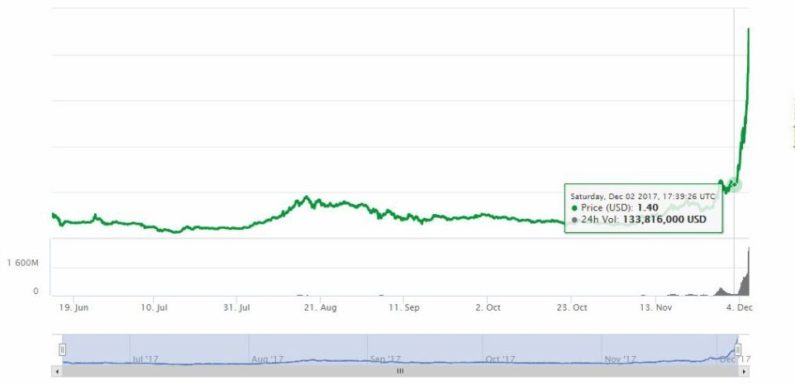 Saturday, Dec 02 2017, 17:39:26 UTC
● Price (USD): 1.40
● 24h Vol: 133,816,000 USD
1 600M
0
19. Jun 10. Jul 31. Jul 21. Aug 11. Sep 2. Oct 23. Oct 13. Nov 4. Dec
Jul '17 Aug '17 Sep '17 Oct '17 Nov '17 Dec '17